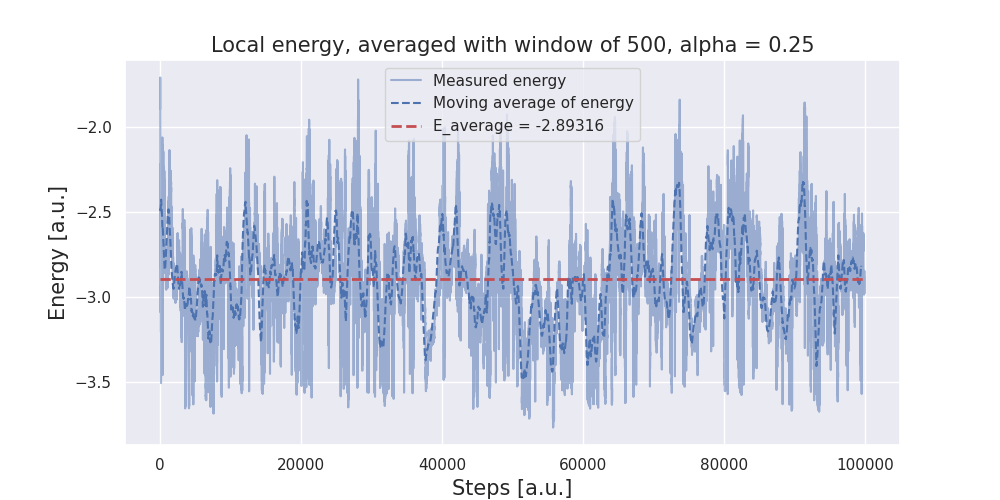 Local energy, averaged with window of 500, alpha = 0.25
Measured energy
Moving average of energy
E_average = -2.89316
Energy [a.u.]
−2.0
−2.5
−3.0
−3.5
0
20000
40000
60000
80000
100000
Steps [a.u.]